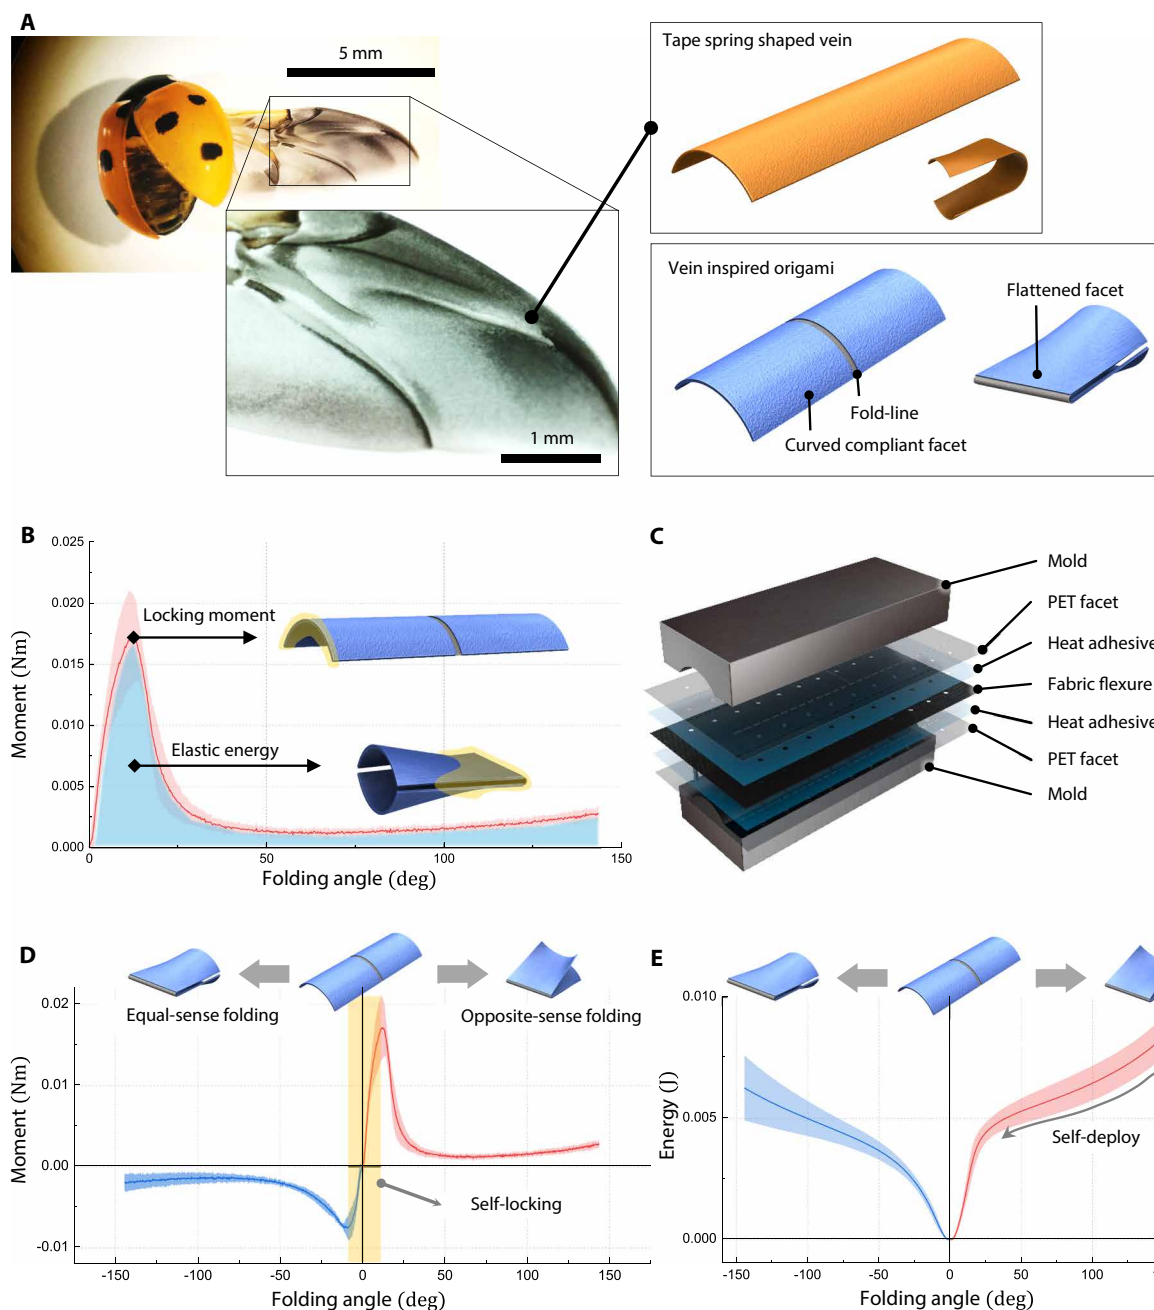 A
5 mm
1 mm
Tape spring shaped vein
Vein inspired origami
Flattened facet
Fold-line
Curved compliant facet
B
0.025
0.020
0.015
0.010
0.005
0.000
Moment (Nm)
Locking moment
Elastic energy
0
50
100
150
Folding angle (deg)
C
Mold
PET facet
Heat adhesive
Fabric flexure
Heat adhesive
PET facet
Mold
D
Equal-sense folding
Opposite-sense folding
0.02
0.01
0.00
-0.01
Moment (Nm)
Self-locking
-150
-100
-50
0
50
100
150
Folding angle (deg)
E
0.010
0.005
0.000
Energy (J)
Self-deploy
-150
-100
-50
0
50
100
150
Folding angle (deg)